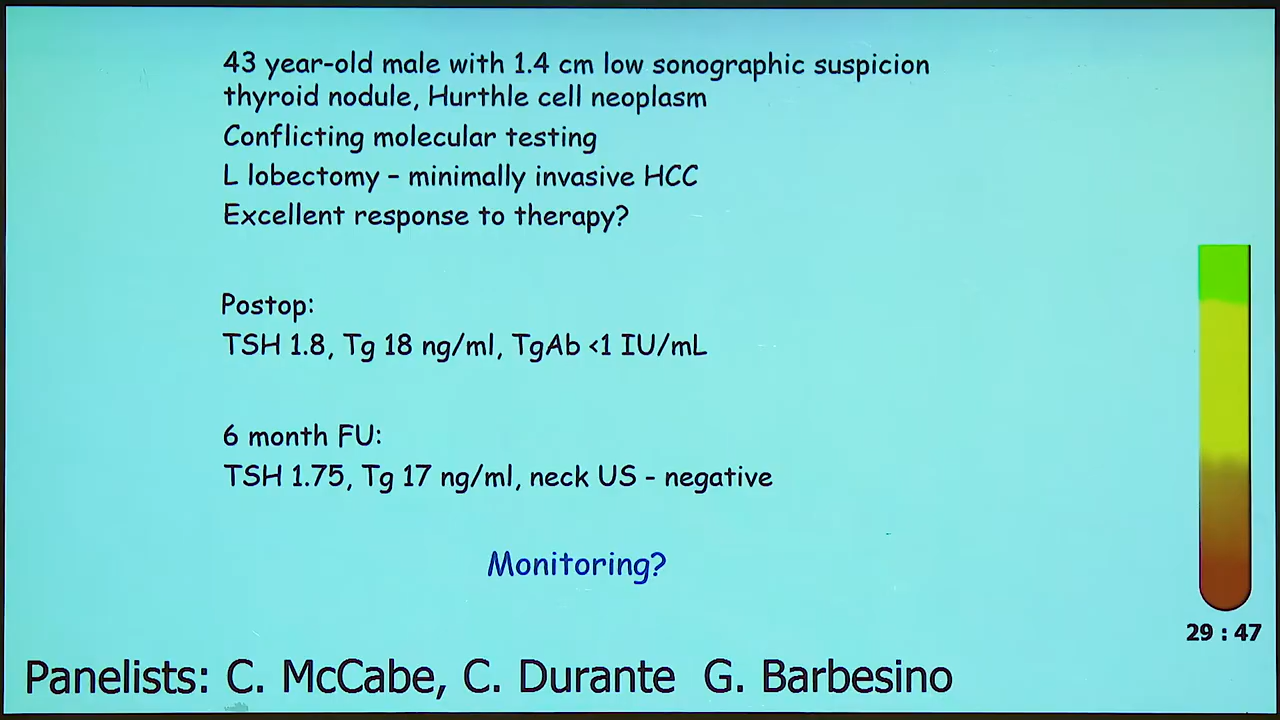 43 year-old male with 1.4 cm low sonographic suspicion
thyroid nodule, Hurthle cell neoplasm
Conflicting molecular testing
L lobectomy – minimally invasive HCC
Excellent response to therapy?
Postop:
TSH 1.8, Tg 18 ng/ml, TgAb <1 IU/mL
6 month FU:
TSH 1.75, Tg 17 ng/ml, neck US - negative
Monitoring?
29 : 47
Panelists: C. McCabe, C. Durante G. Barbesino